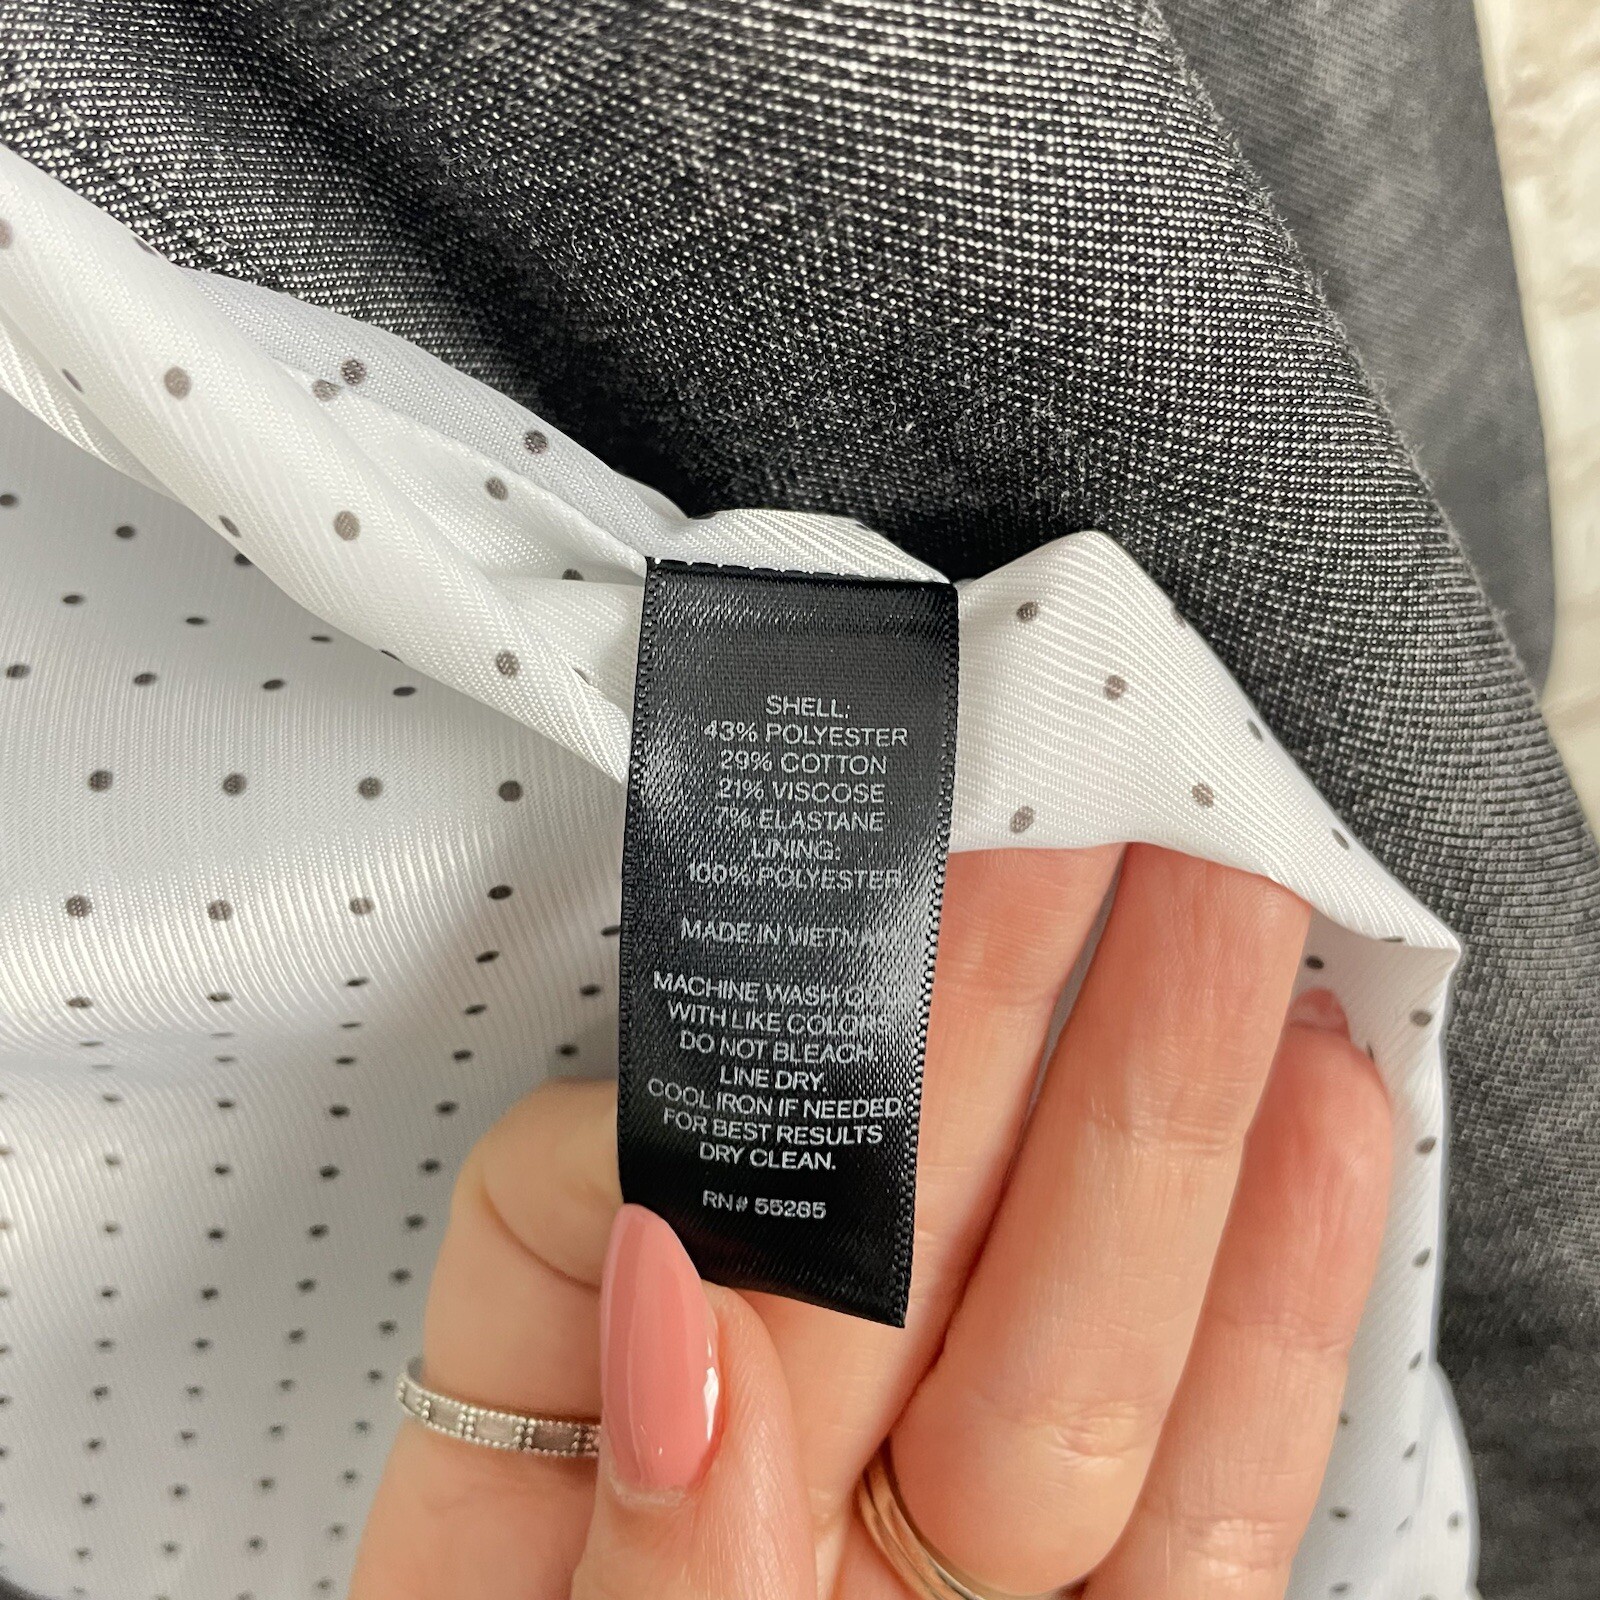 SHELL:
43% POLYESTER
29% COTTON
21% VISCOSE
7% ELASTANE
LINING:
100% POLYESTER
MADE IN VIETNAM
MACHINE WASH COLD
WITH LIKE COLORS
DO NOT BLEACH.
LINE DRY.
COOL IRON IF NEEDED
FOR BEST RESULTS
DRY CLEAN.
RN# 55285